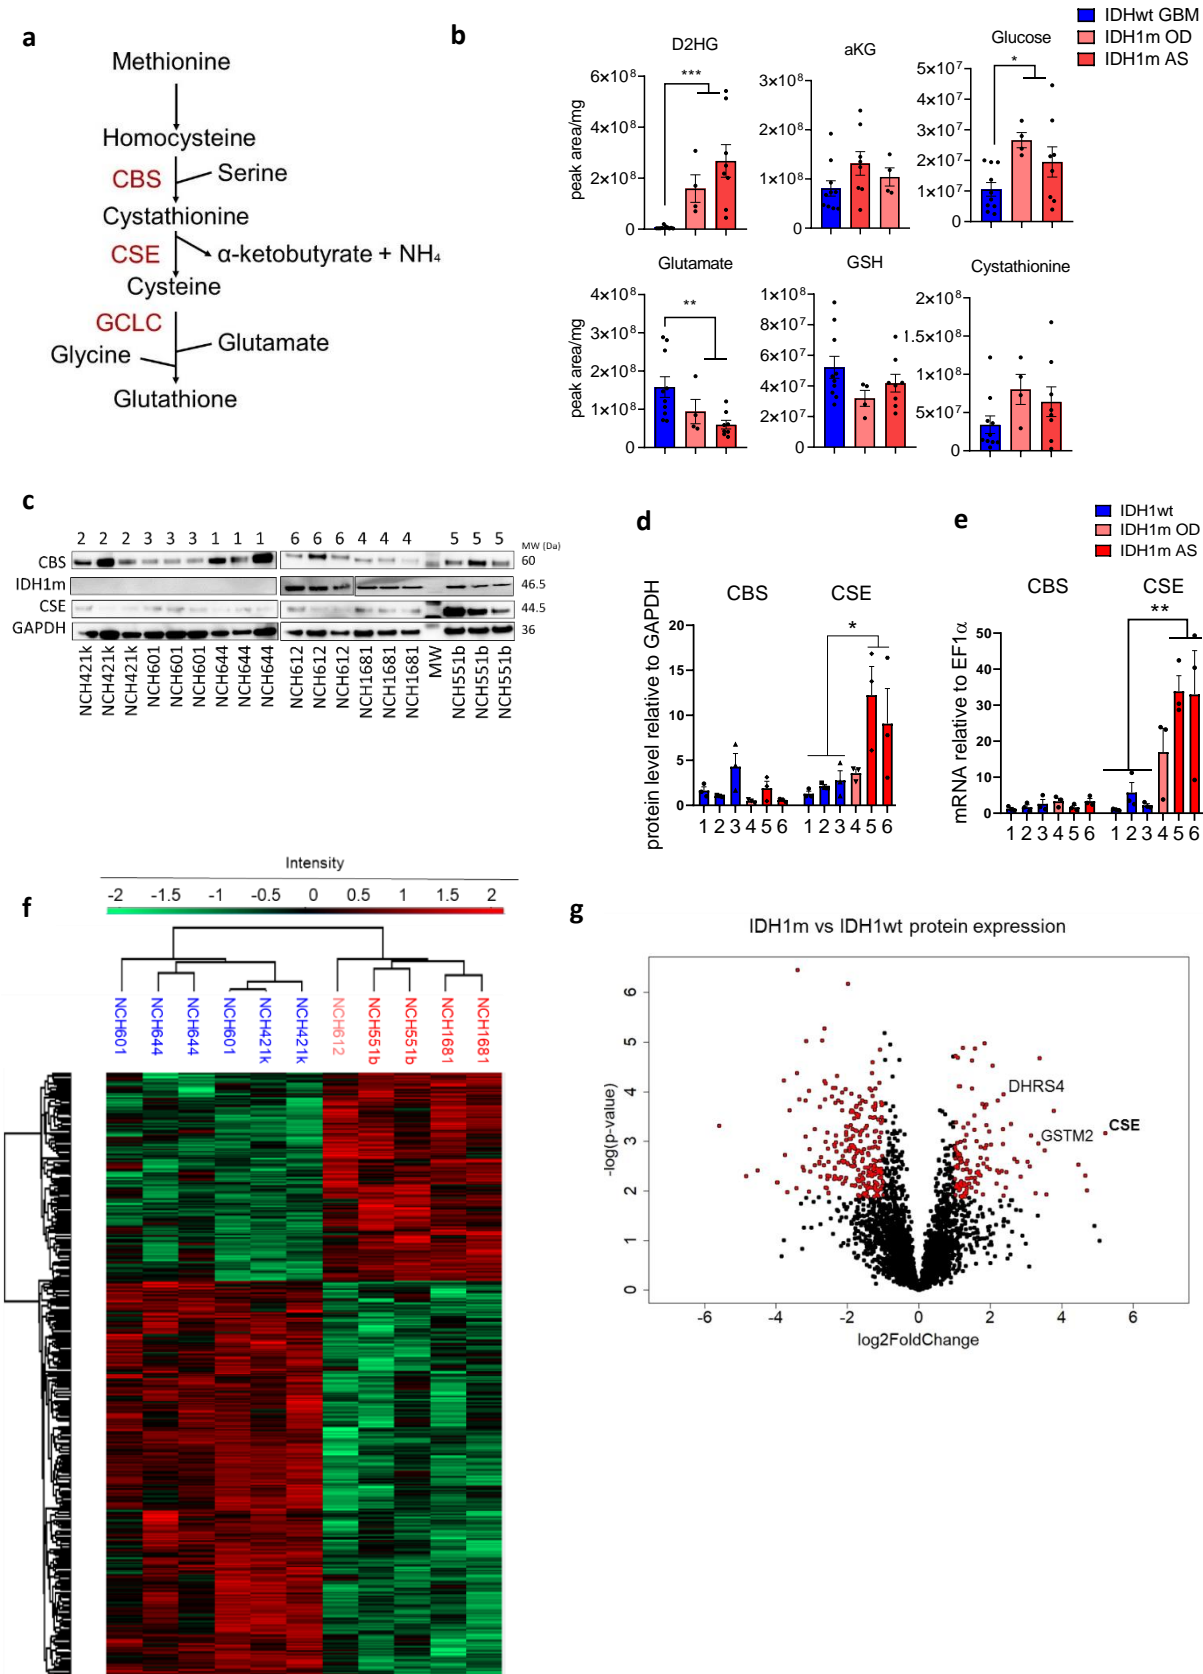 a
Methionine
Homocysteine
CBS
Serine
Cystathionine
CSE
α-ketobutyrate + NH₄
Cysteine
GCLC
Glycine
Glutamate
Glutathione
b
IDHwt GBM
IDH1m OD
IDH1m AS
D2HG
peak area/mg
6×10⁸
4×10⁸
2×10⁸
0
***
aKG
3×10⁸
2×10⁸
1×10⁸
0
Glucose
5×10⁷
4×10⁷
3×10⁷
2×10⁷
1×10⁷
0
*
Glutamate
peak area/mg
4×10⁸
3×10⁸
2×10⁸
1×10⁸
0
**
GSH
1×10⁸
8×10⁷
6×10⁷
4×10⁷
2×10⁷
0
Cystathionine
2×10⁸
1.5×10⁸
1×10⁸
5×10⁷
0
c
2 2 2 3 3 3 1 1 1 6 6 6 4 4 4 5 5 5
MW (Da)
CBS 60
IDH1m 46.5
CSE 44.5
GAPDH 36
NCH421k NCH421k NCH421k NCH601 NCH601 NCH601 NCH644 NCH644 NCH644 NCH612 NCH612 NCH612 NCH1681 NCH1681 NCH1681 MW NCH551b NCH551b NCH551b
d
CBS CSE
protein level relative to GAPDH
20
15
10
5
0
*
1 2 3 4 5 6 1 2 3 4 5 6
e
IDH1wt
IDH1m OD
IDH1m AS
CBS CSE
mRNA relative to EF1α
50
40
30
20
10
0
**
1 2 3 4 5 6 1 2 3 4 5 6
f
Intensity
-2 -1.5 -1 -0.5 0 0.5 1 1.5 2
NCH601 NCH644 NCH644 NCH601 NCH421k NCH421k NCH612 NCH551b NCH551b NCH1681 NCH1681
g
IDH1m vs IDH1wt protein expression
-log(p-value)
6
5
4
3
2
1
0
DHRS4
GSTM2
CSE
-6 -4 -2 0 2 4 6
log2FoldChange